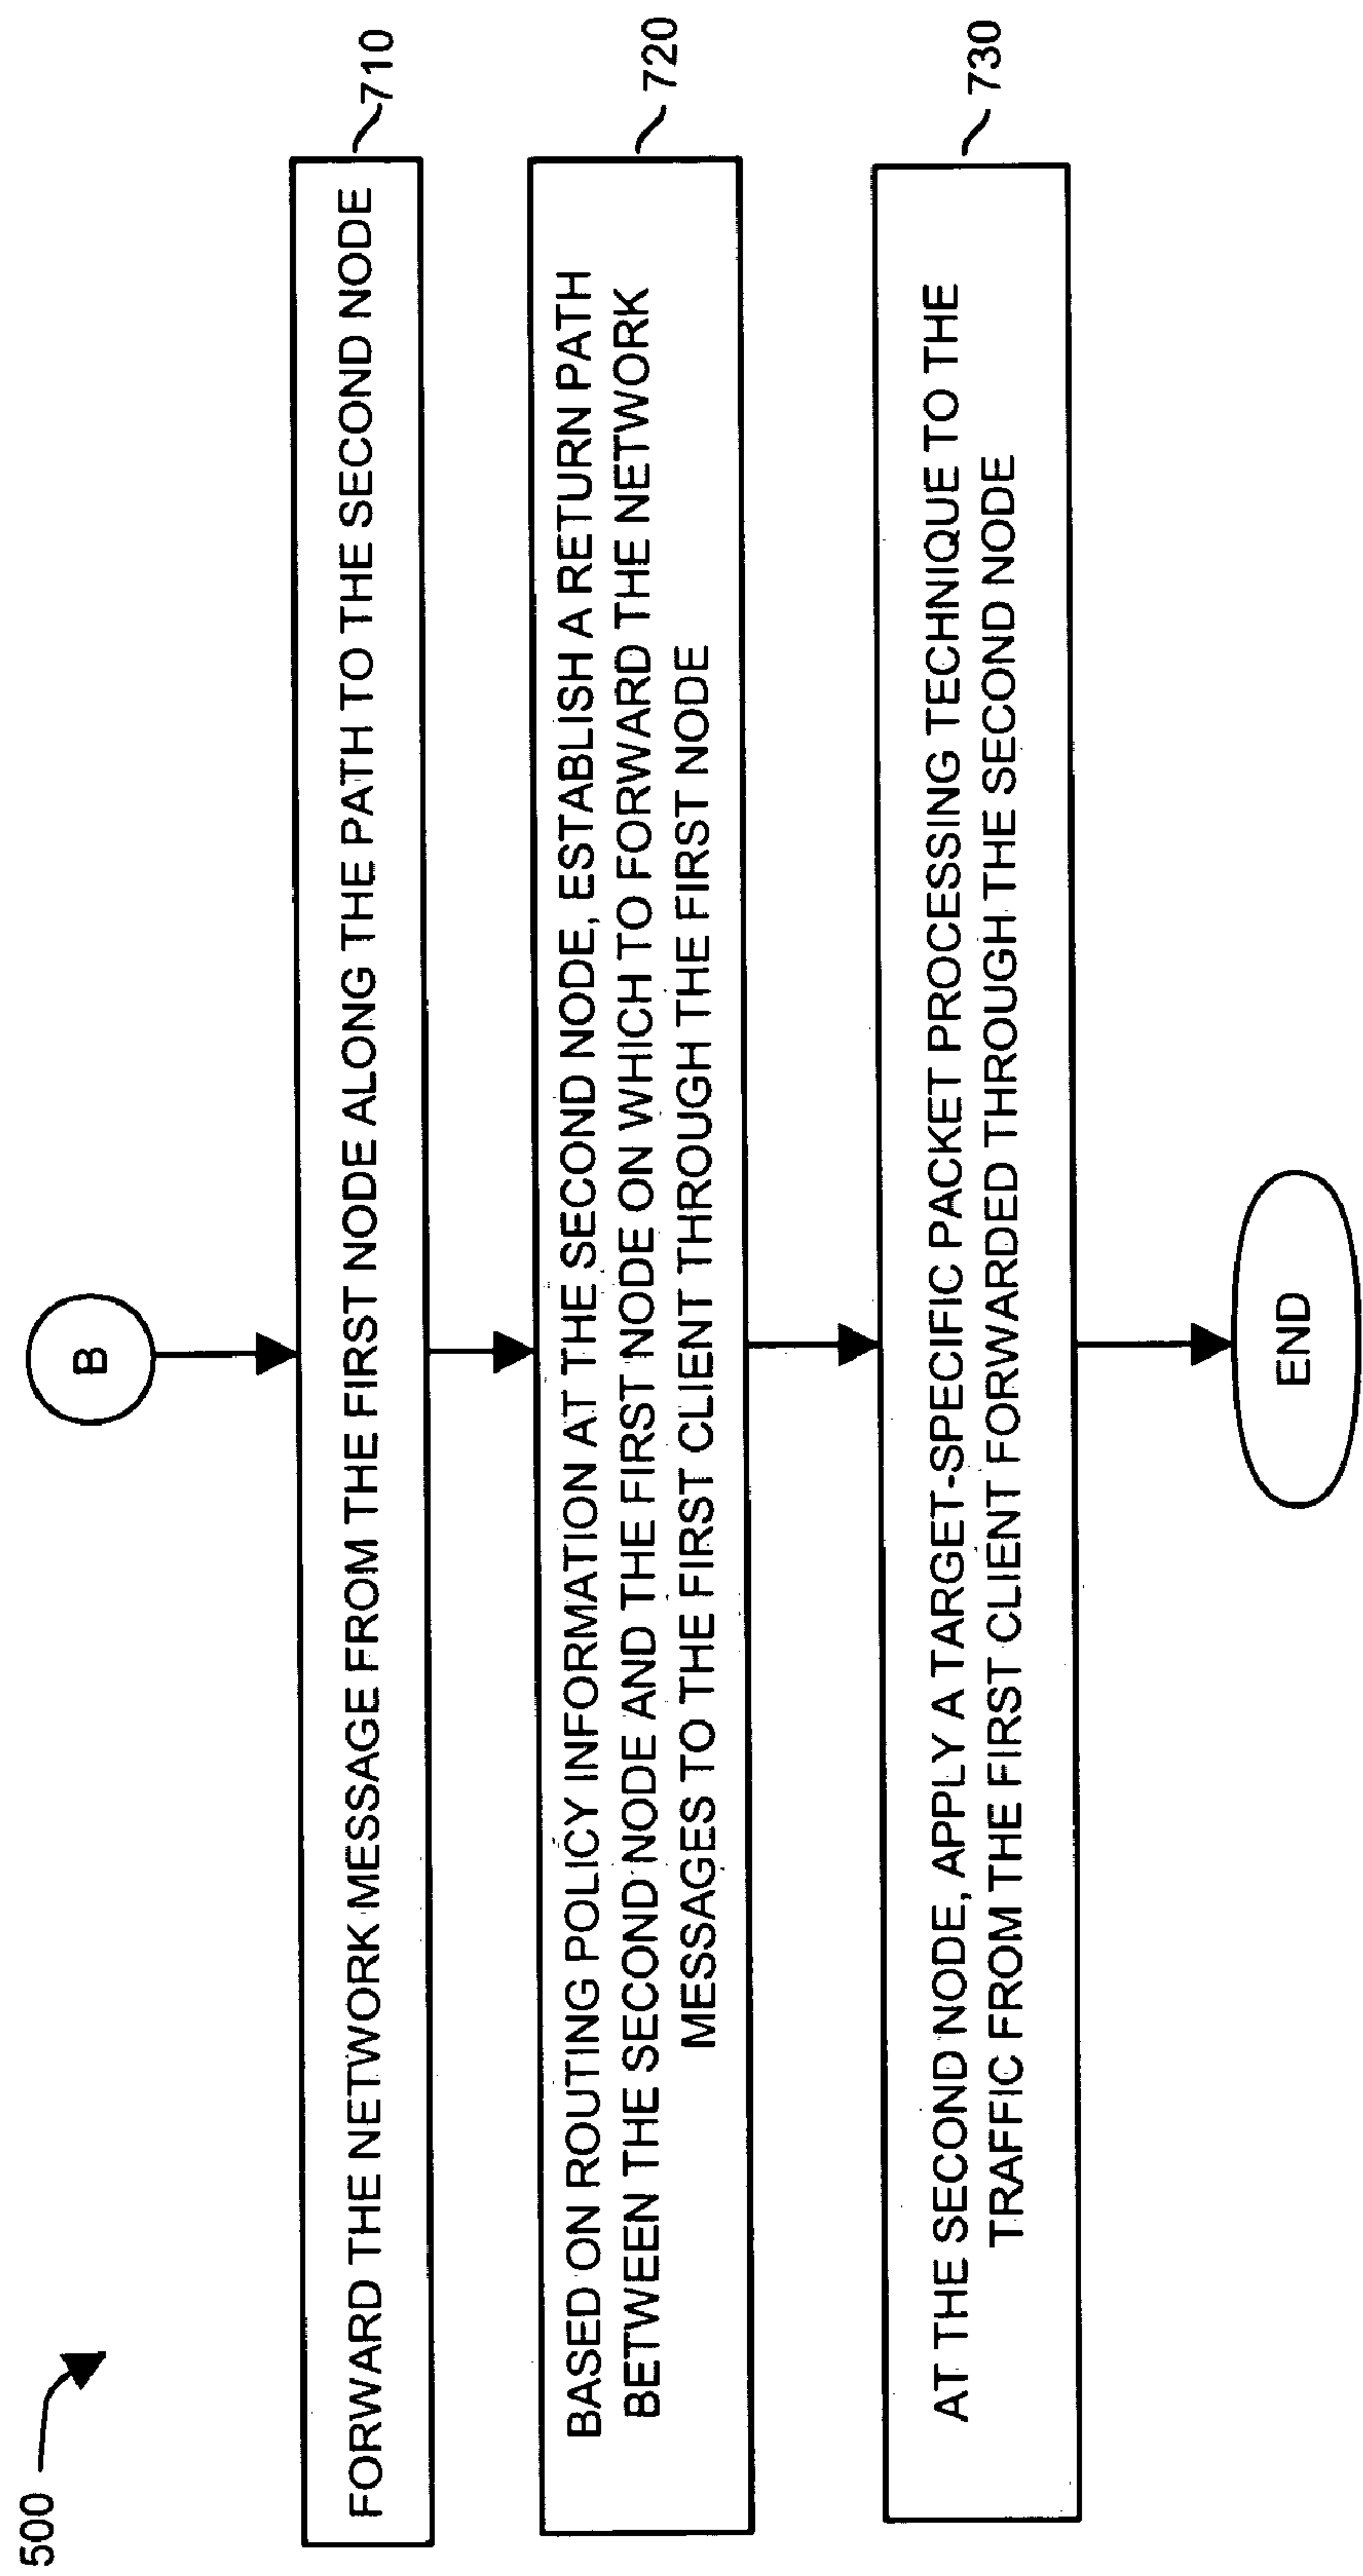 500
B
FORWARD THE NETWORK MESSAGE FROM THE FIRST NODE ALONG THE PATH TO THE SECOND NODE
710
BASED ON ROUTING POLICY INFORMATION AT THE SECOND NODE, ESTABLISH A RETURN PATH
BETWEEN THE SECOND NODE AND THE FIRST NODE ON WHICH TO FORWARD THE NETWORK
MESSAGES TO THE FIRST CLIENT THROUGH THE FIRST NODE
720
AT THE SECOND NODE, APPLY A TARGET-SPECIFIC PACKET PROCESSING TECHNIQUE TO THE
TRAFFIC FROM THE FIRST CLIENT FORWARDED THROUGH THE SECOND NODE
730
END